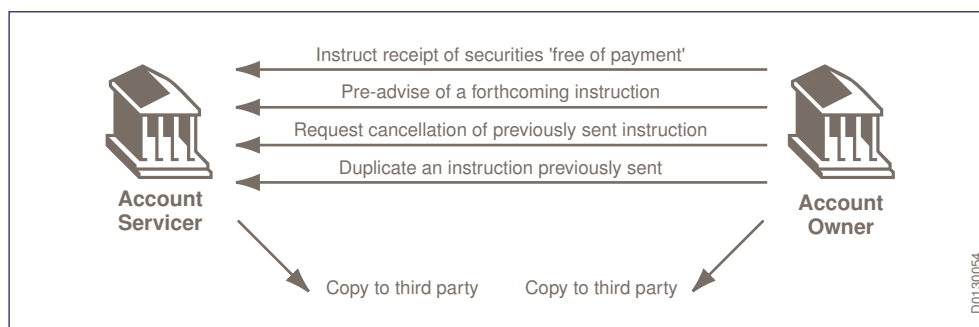 Instruct receipt of securities 'free of payment'
Pre-advise of a forthcoming instruction
Request cancellation of previously sent instruction
Duplicate an instruction previously sent
Account
Servicer
Account
Owner
Copy to third party
Copy to third party
D0130054